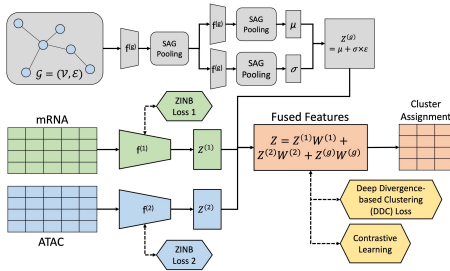 𝒢 = (𝒱, ℰ)
f(g)
SAG
Pooling
f(g)
SAG
Pooling
μ
f(g)
SAG
Pooling
σ
Z(g)
= μ + σ×ε
mRNA
ZINB
Loss 1
f(1)
Z(1)
Fused Features
Z = Z(1)W(1) +
Z(2)W(2) + Z(g)W(g)
Cluster
Assignment
f(2)
Z(2)
ATAC
ZINB
Loss 2
Deep Divergence-
based Clustering
(DDC) Loss
Contrastive
Learning